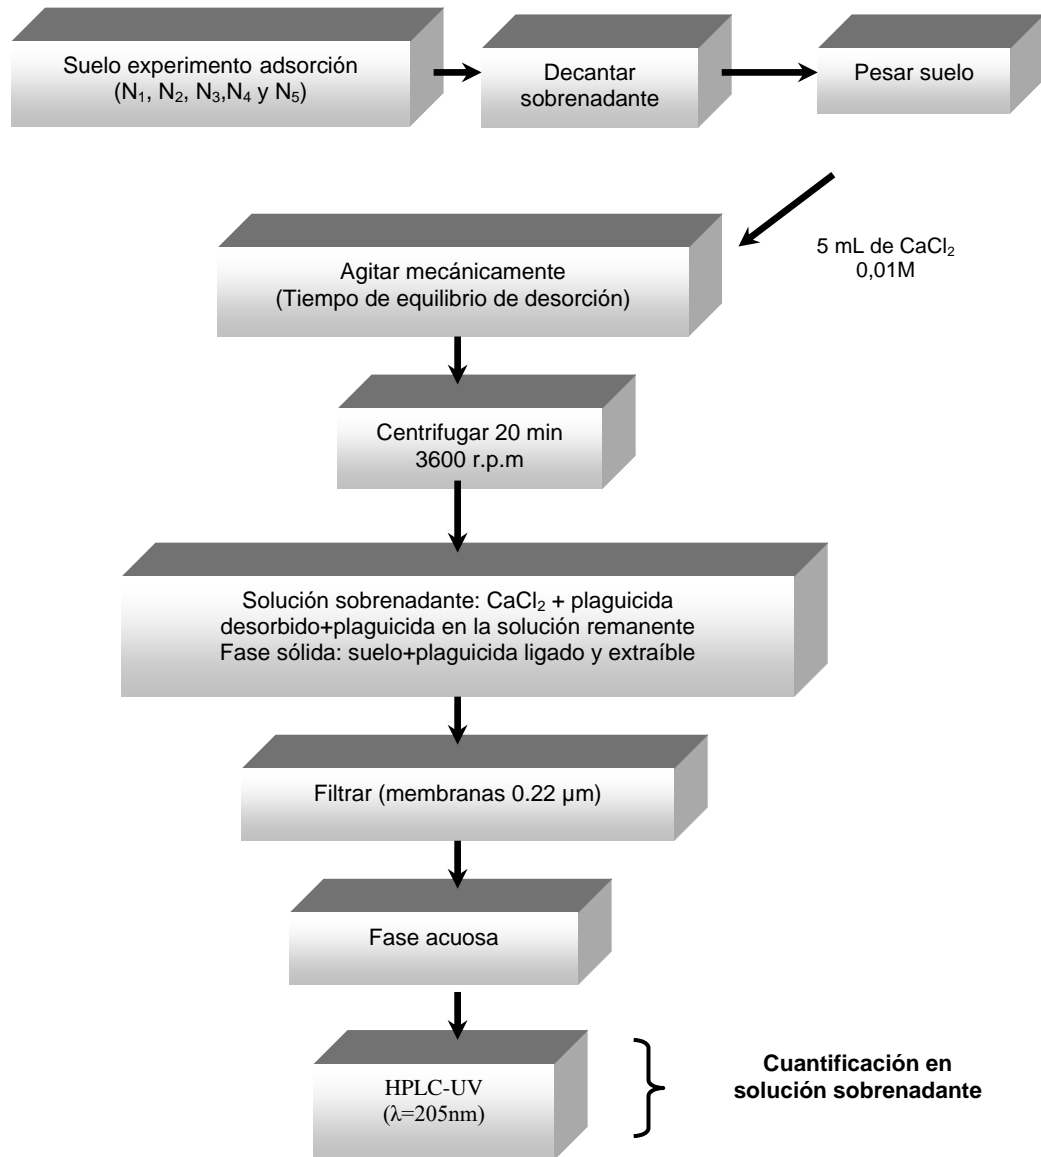 Suelo experimento adsorción
(N₁, N₂, N₃,N₄ y N₅)
Decantar
sobrenadante
Pesar suelo
5 mL de CaCl₂
0,01M
Agitar mecánicamente
(Tiempo de equilibrio de desorción)
Centrifugar 20 min
3600 r.p.m
Solución sobrenadante: CaCl₂ + plaguicida
desorbido+plaguicida en la solución remanente
Fase sólida: suelo+plaguicida ligado y extraíble
Filtrar (membranas 0.22 µm)
Fase acuosa
HPLC-UV
(λ=205nm)
Cuantificación en
solución sobrenadante